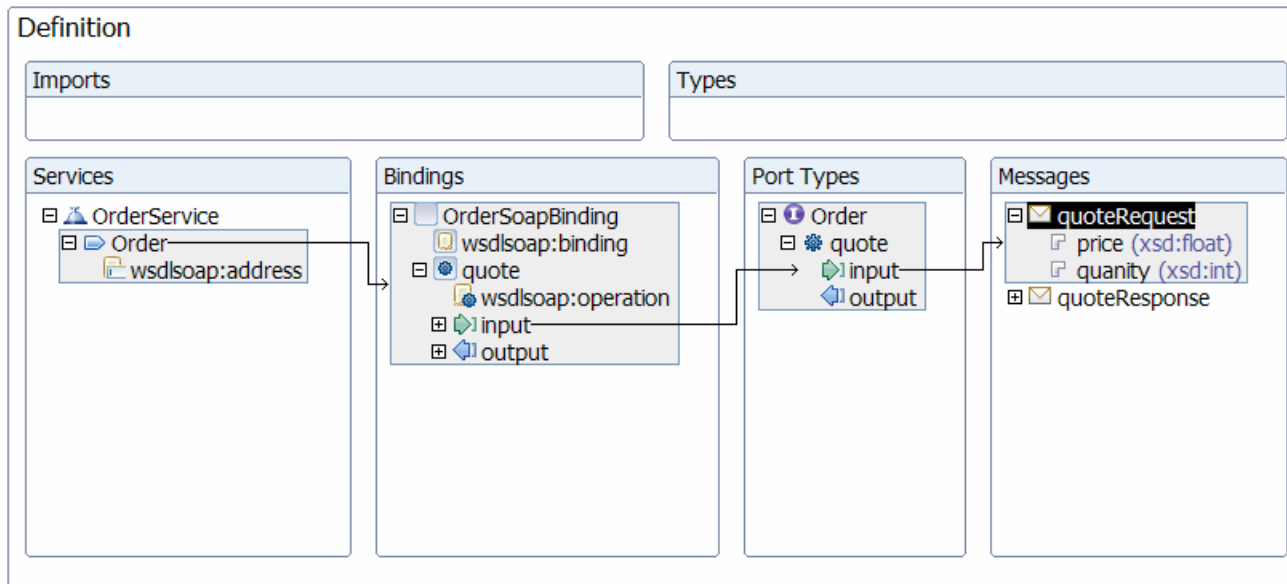 Definition
Imports
Types
Services
OrderService
Order
wsdlsoap:address
Bindings
OrderSoapBinding
wsdlsoap:binding
quote
wsdlsoap:operation
input
output
Port Types
Order
quote
input
output
Messages
quoteRequest
price (xsd:float)
quanity (xsd:int)
quoteResponse